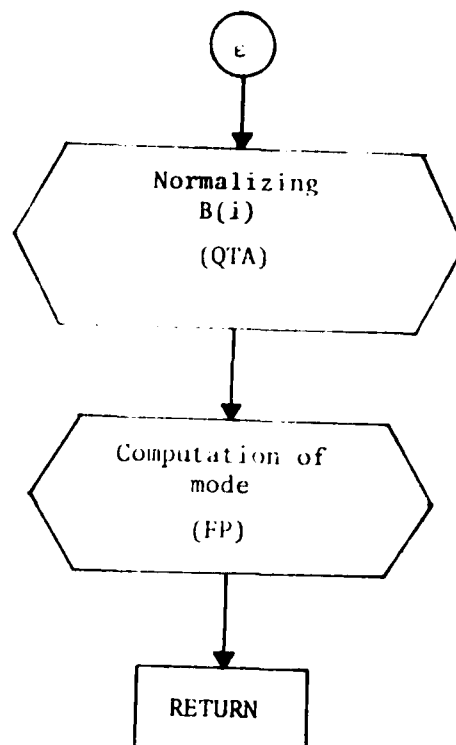 ε
Normalizing
B(i)
(QTA)
Computation of
mode
(FP)
RETURN